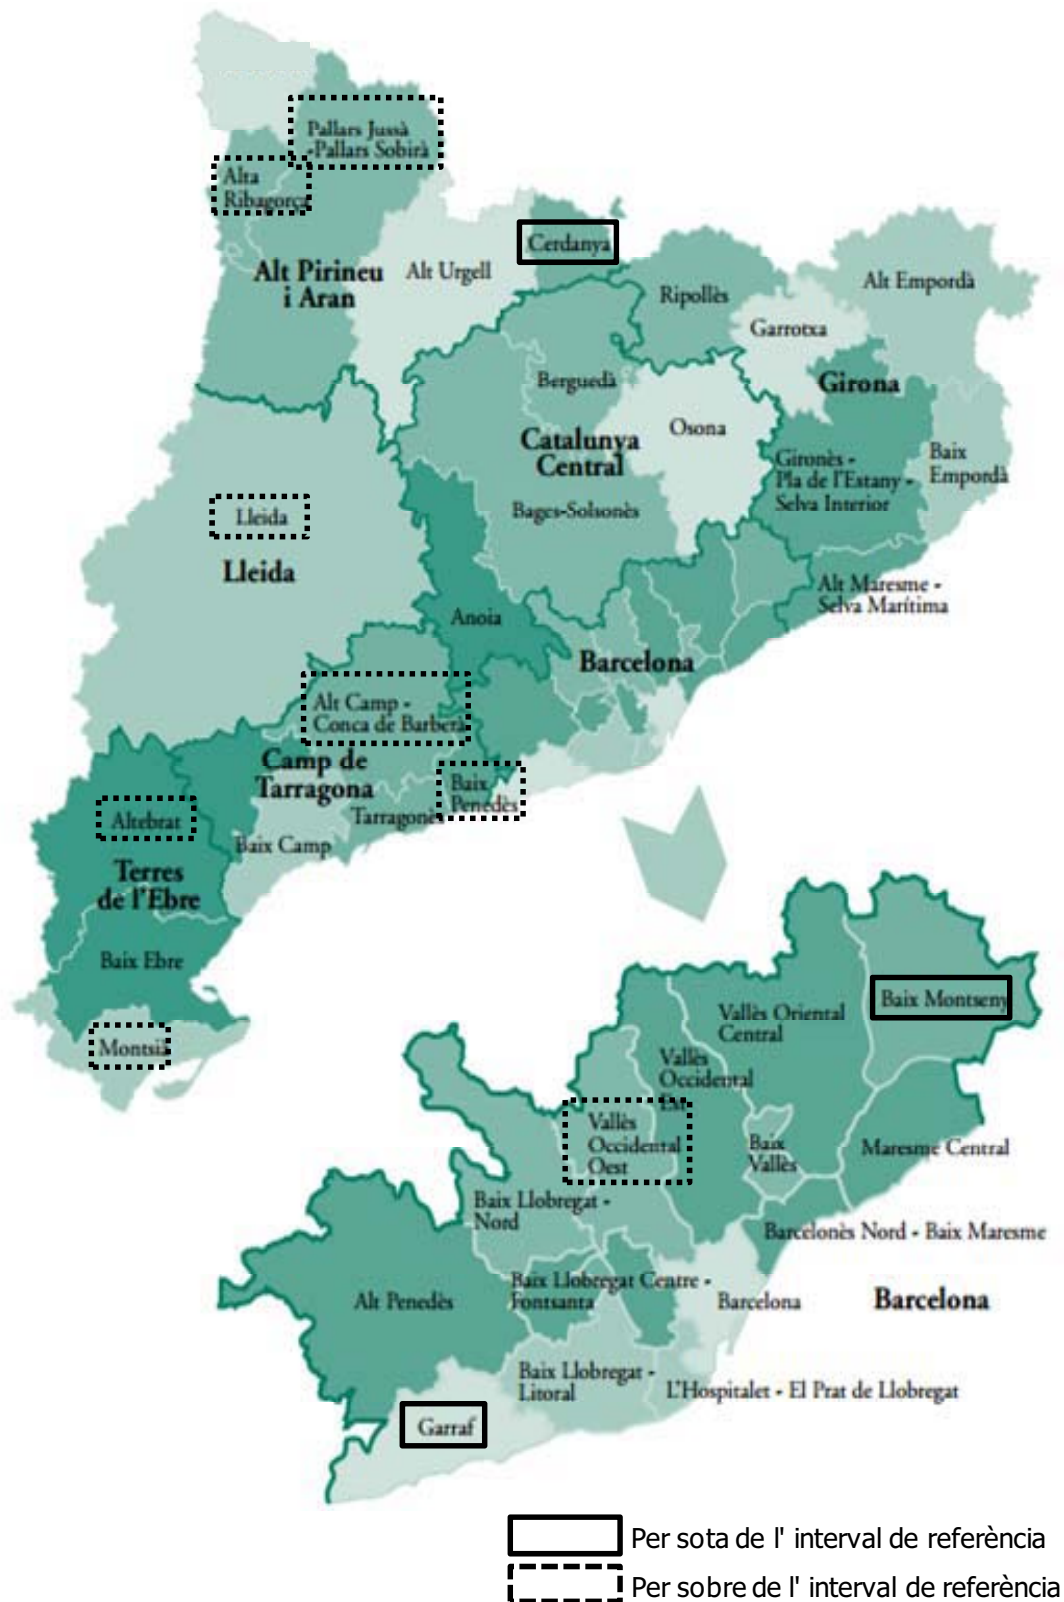 Pallars Jussà
-Pallars Sobirà
Alta
Ribagorça
Cerdanya
Alt Pirineu
i Aran
Alt Urgell
Ripollès
Alt Empordà
Garrotxa
Berguedà
Girona
Osona
Catalunya
Central
Gironès -
Pla de l'Estany -
Selva Interior
Baix
Empordà
Bages-Solsonès
Lleida
Lleida
Alt Maresme -
Selva Marítima
Anoia
Barcelona
Alt Camp -
Conca de Barberà
Camp de
Tarragona
Baix
Penedès
Altebrat
Tarragonès
Baix Camp
Terres
de l'Ebre
Baix Ebre
Montsià
Baix Montseny
Vallès Oriental
Central
Vallès
Occidental
Est
Vallès
Occidental
Oest
Baix
Vallès
Maresme Central
Baix Llobregat -
Nord
Barcelonès Nord - Baix Maresme
Baix Llobregat Centre -
Fontsanta
Alt Penedès
Barcelona
Barcelona
Baix Llobregat -
Litoral
L'Hospitalet - El Prat de Llobregat
Garraf
Per sota de l' interval de referència
Per sobre de l' interval de referència